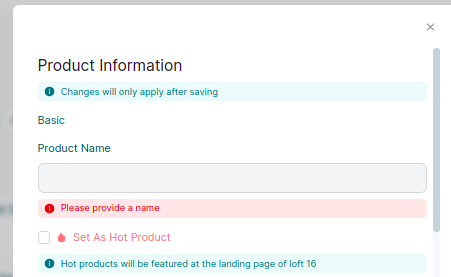 Product Information
Changes will only apply after saving
Basic
Product Name
Please provide a name
Set As Hot Product
Hot products will be featured at the landing page of loft 16